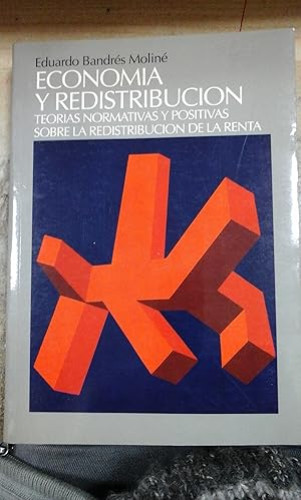 Eduardo Bandrés Moliné
ECONOMIA
Y REDISTRIBUCION
TEORIAS NORMATIVAS Y POSITIVAS
SOBRE LA REDISTRIBUCION DE LA RENTA